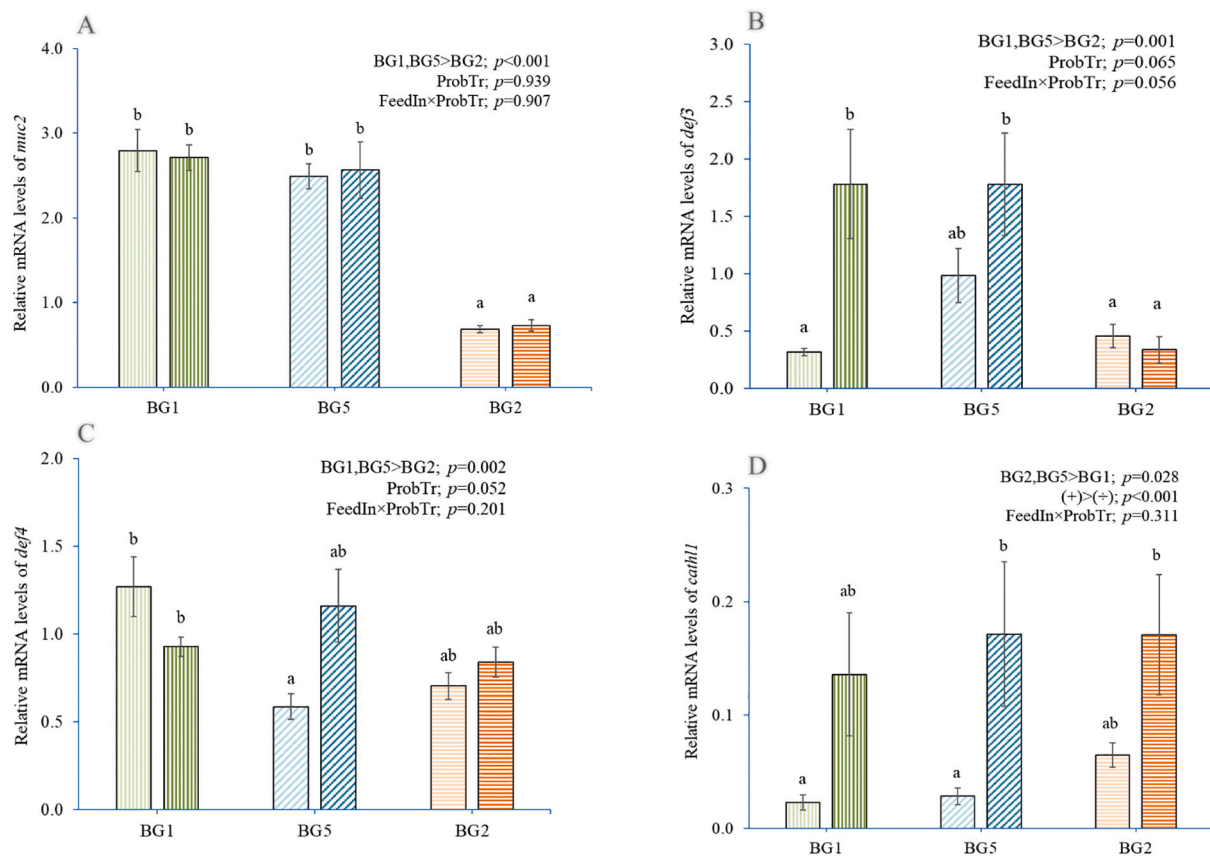 A
BG1,BG5>BG2; p<0.001
ProbTr; p=0.939
FeedIn×ProbTr; p=0.907
Relative mRNA levels of muc2
4.0
3.0
2.0
1.0
0.0
b
b
b
b
a
a
BG1
BG5
BG2
B
BG1,BG5>BG2; p=0.001
ProbTr; p=0.065
FeedIn×ProbTr; p=0.056
Relative mRNA levels of def3
3.0
2.5
2.0
1.5
1.0
0.5
0.0
a
b
ab
b
a
a
BG1
BG5
BG2
C
BG1,BG5>BG2; p=0.002
ProbTr; p=0.052
FeedIn×ProbTr; p=0.201
Relative mRNA levels of def4
2.0
1.5
1.0
0.5
0.0
b
b
a
ab
ab
ab
BG1
BG5
BG2
D
BG2,BG5>BG1; p=0.028
(+)>(÷); p<0.001
FeedIn×ProbTr; p=0.311
Relative mRNA levels of cathl1
0.3
0.2
0.1
0.0
a
ab
a
b
ab
b
BG1
BG5
BG2